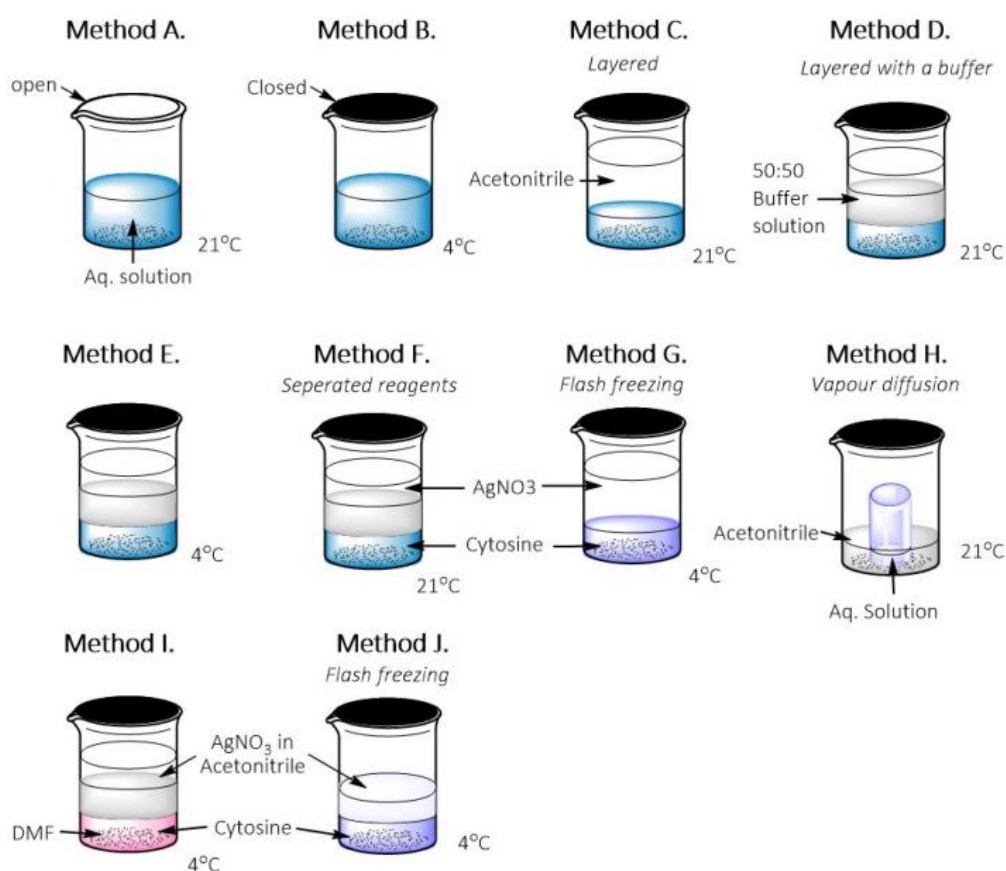 Method A.
Method B.
Method C.
Layered
Method D.
Layered with a buffer
open
Closed
Acetonitrile
50:50
Buffer
solution
Aq. solution
21°C
4°C
21°C
21°C
Method E.
Method F.
Seperated reagents
Method G.
Flash freezing
Method H.
Vapour diffusion
AgNO3
Cytosine
Acetonitrile
4°C
21°C
4°C
21°C
Aq. Solution
Method I.
Method J.
Flash freezing
AgNO₃ in
Acetonitrile
DMF
Cytosine
4°C
4°C